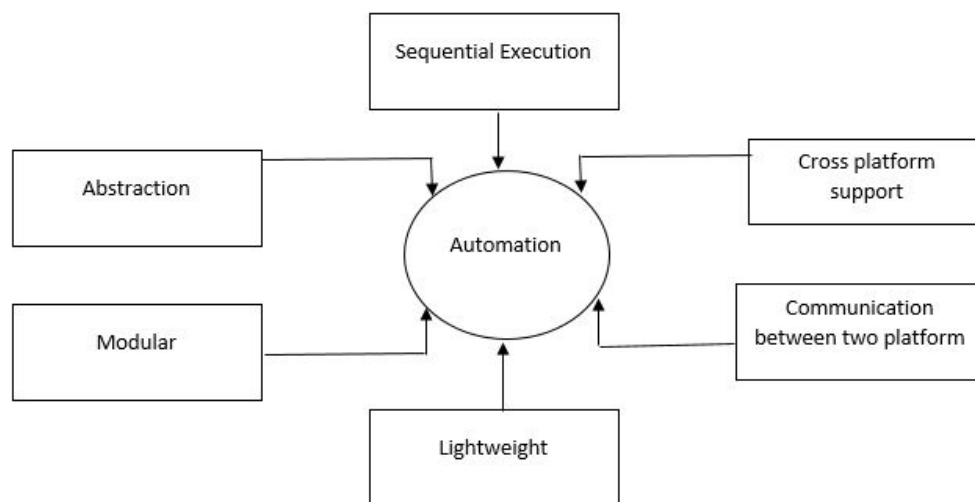 Sequential Execution
Abstraction
Cross platform
support
Automation
Modular
Communication
between two platform
Lightweight